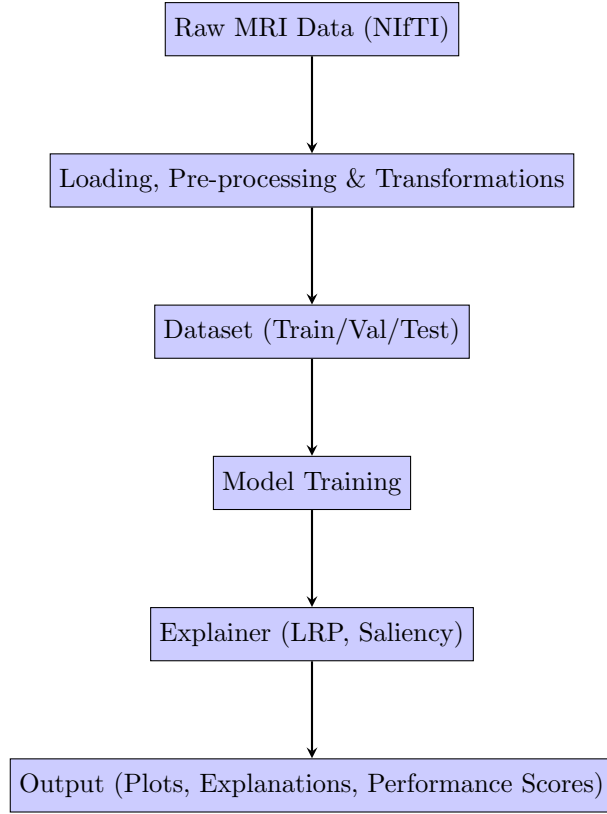 Raw MRI Data (NIfTI)
Loading, Pre-processing & Transformations
Dataset (Train/Val/Test)
Model Training
Explainer (LRP, Saliency)
Output (Plots, Explanations, Performance Scores)